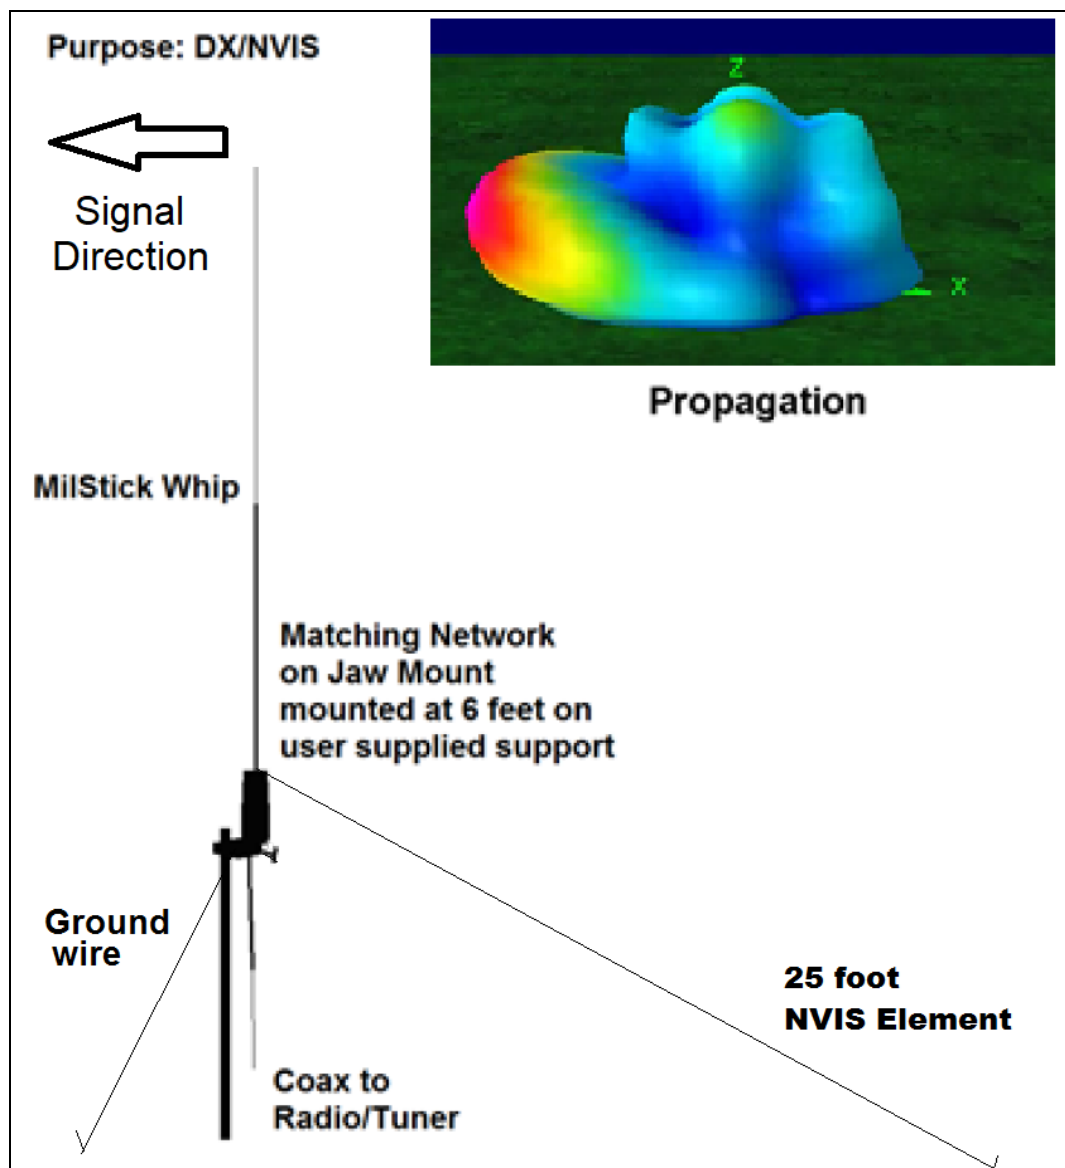 Purpose: DX/NVIS
Signal
Direction
Z
X
Propagation
MilStick Whip
Matching Network
on Jaw Mount
mounted at 6 feet on
user supplied support
Ground
wire
25 foot
NVIS Element
Coax to
Radio/Tuner